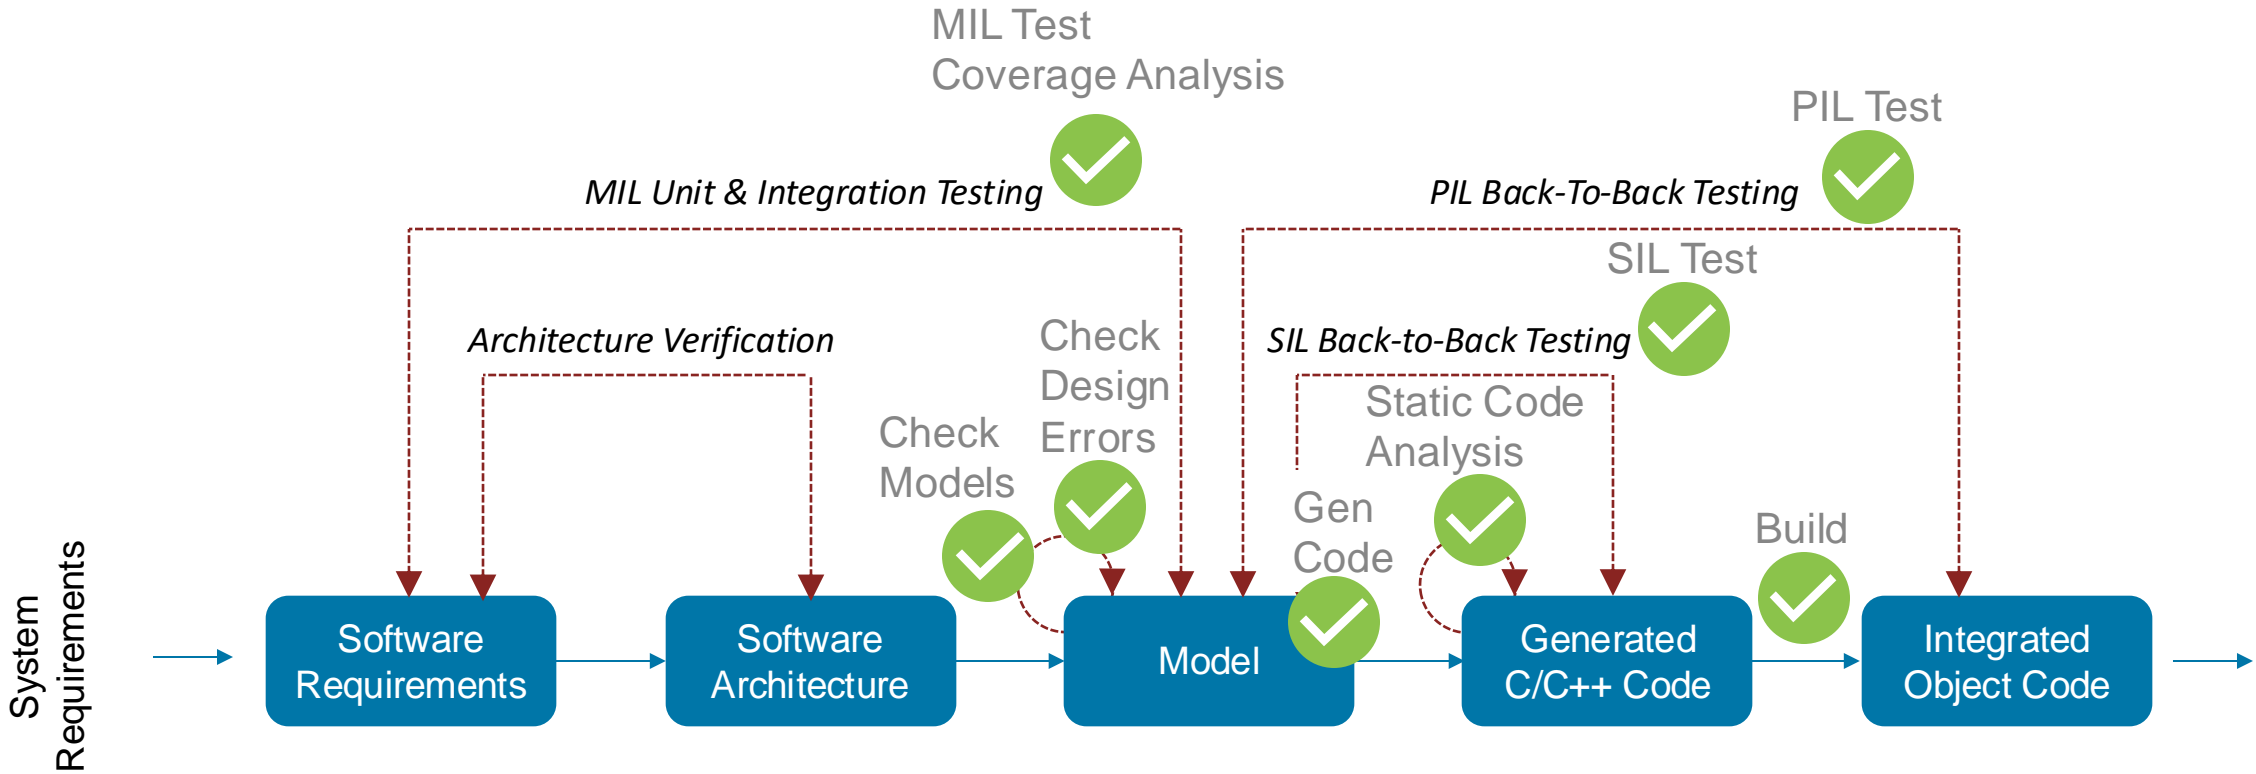 MIL Test
Coverage Analysis
PIL Test
MIL Unit & Integration Testing
PIL Back-To-Back Testing
SIL Test
Architecture Verification
Check
Design
Errors
SIL Back-to-Back Testing
Check
Models
Static Code
Analysis
Gen
Code
Build
System
Requirements
Software
Requirements
Software
Architecture
Model
Generated
C/C++ Code
Integrated
Object Code